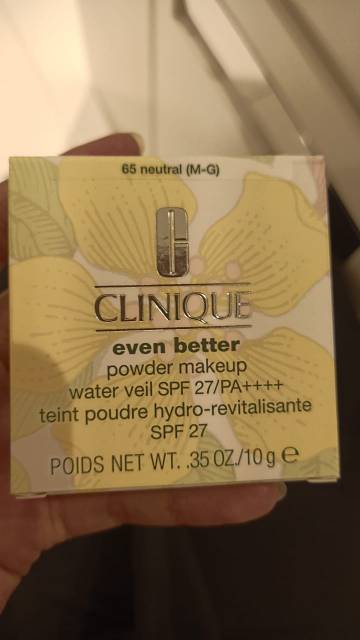 65 neutral (M-G)
CLINIQUE
even better
powder makeup
water veil SPF 27/PA++++
teint poudre hydro-revitalisante
SPF 27
POIDS NET WT. .35 OZ./10 g ℮